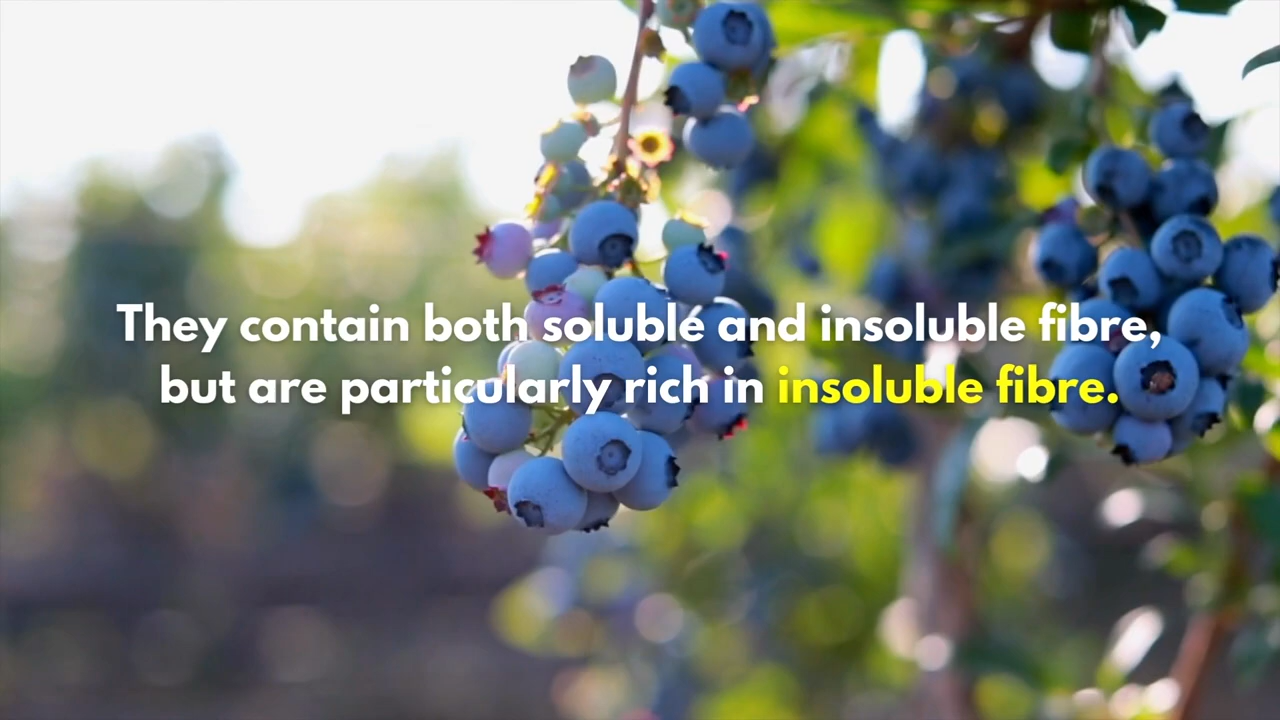 They contain both soluble and insoluble fibre,
but are particularly rich in insoluble fibre.